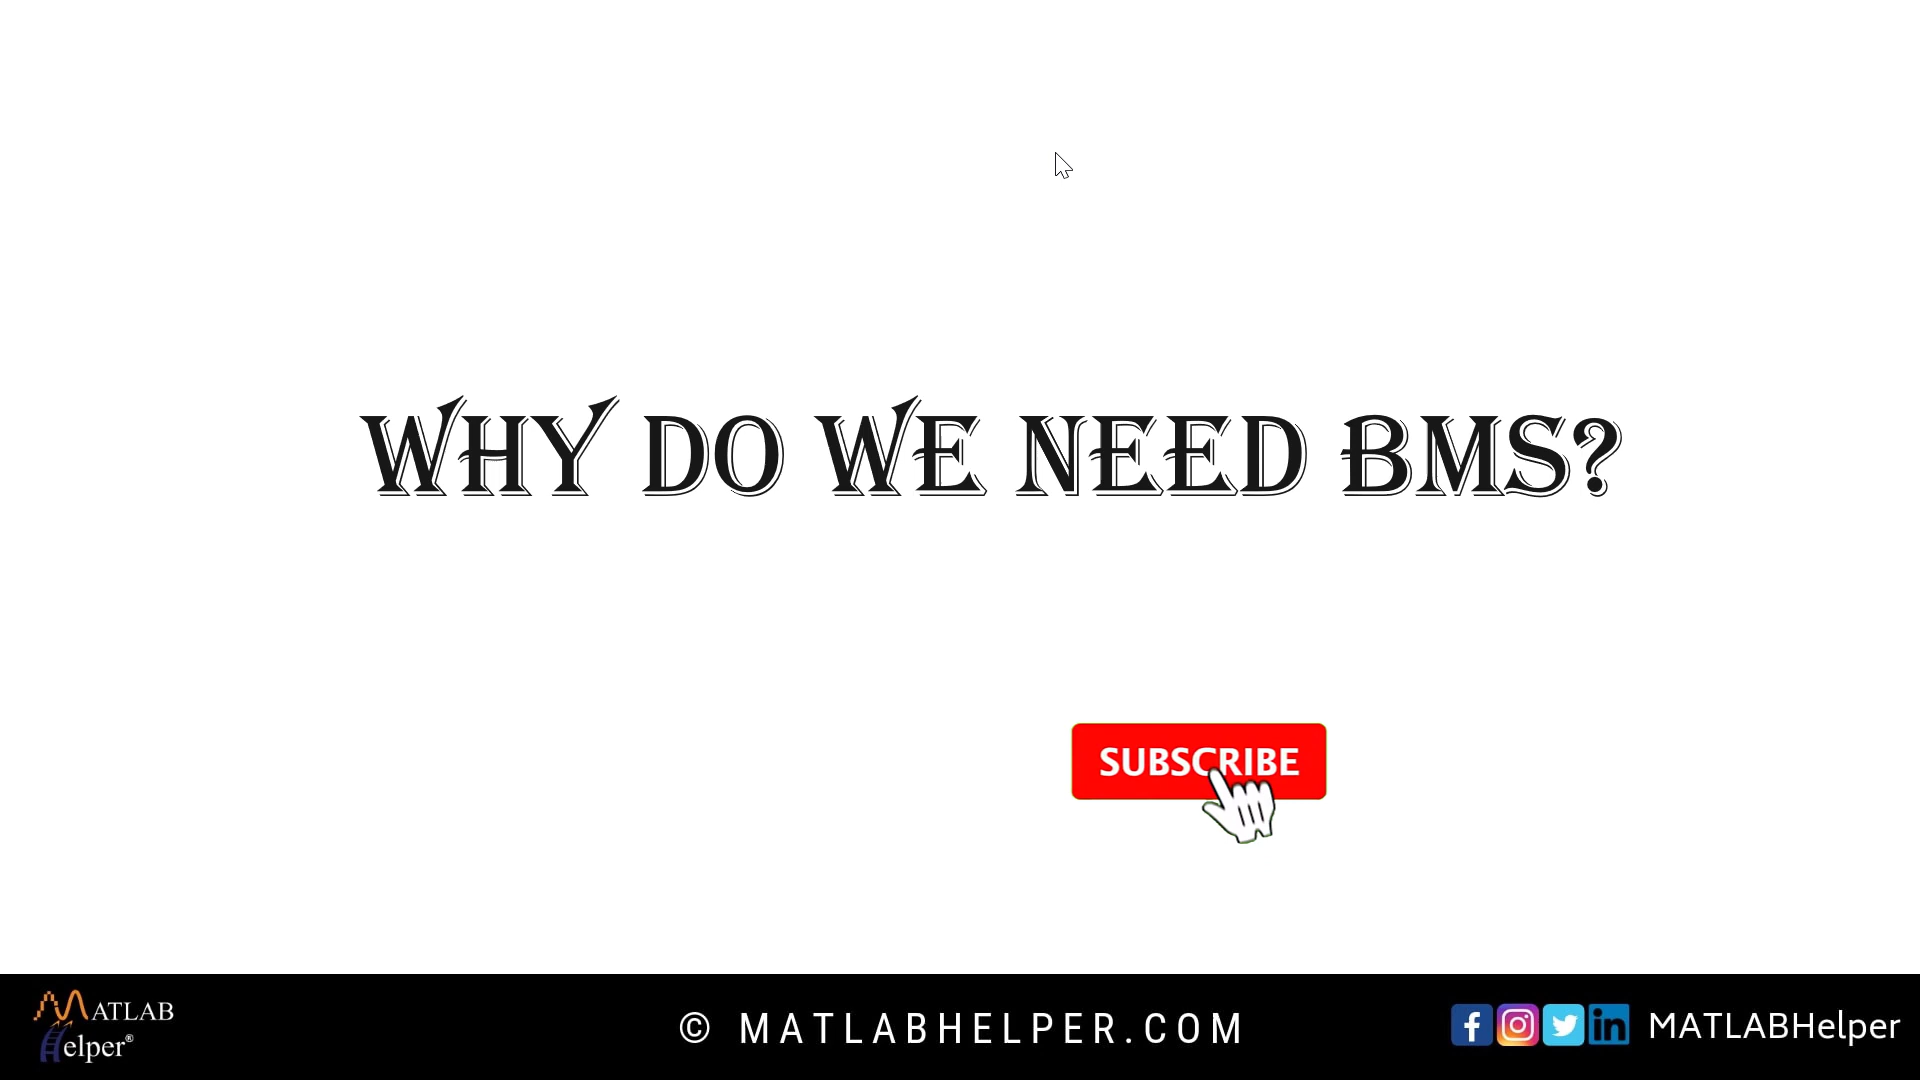 WHY DO WE NEED BMS?
SUBSCRIBE
MATLAB
Helper®
© MATLABHELPER.COM
MATLABHelper